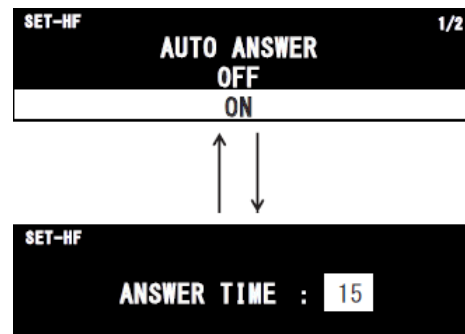 SET-HF 1/2
AUTO ANSWER
OFF
ON
SET-HF
ANSWER TIME : 15